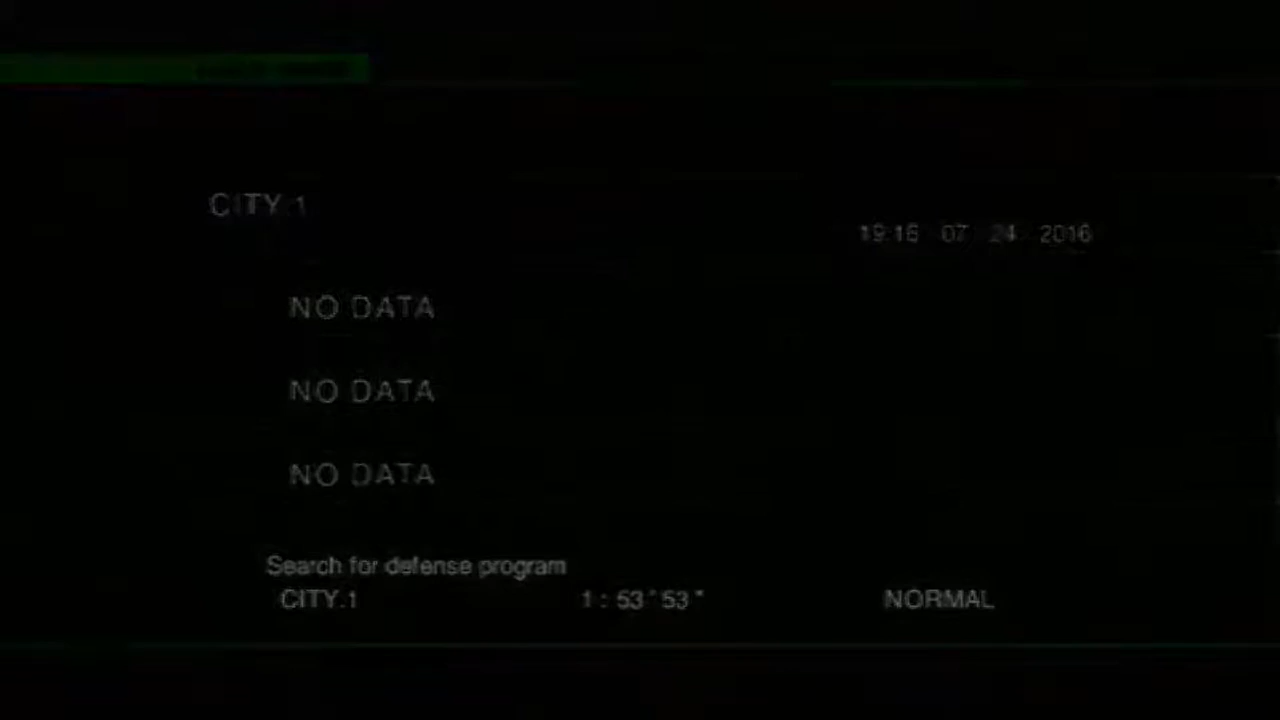 CITY.1
19:16 07 24 2016
NO DATA
NO DATA
NO DATA
Search for defense program
CITY.1 1 : 53 ' 53 " NORMAL